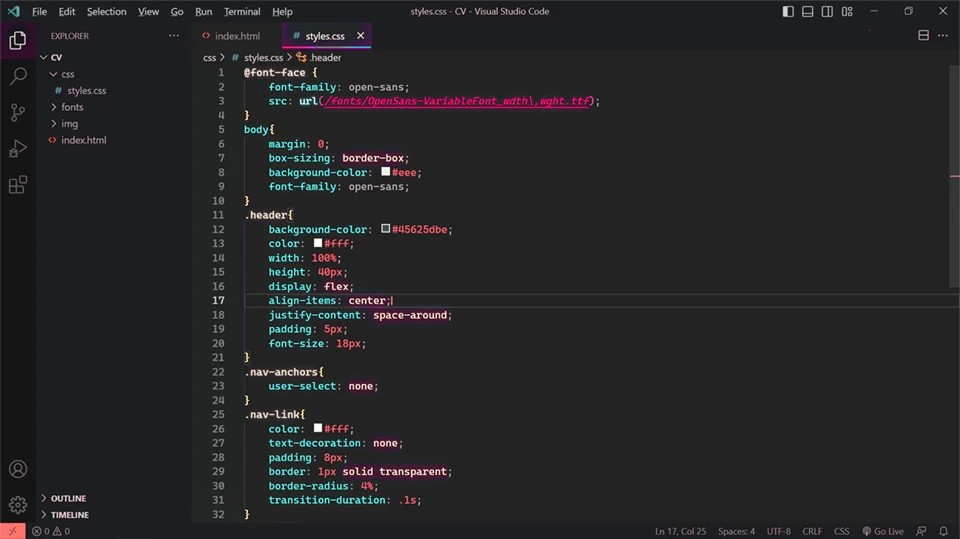 File Edit Selection View Go Run Terminal Help styles.css - CV - Visual Studio Code
EXPLORER ... # index.html # styles.css ×
CV
css
# styles.css
fonts
img
<> index.html
OUTLINE
TIMELINE
css > # styles.css > .header
1 @font-face {
2 font-family: open-sans;
3 src: url(/fonts/OpenSans-VariableFont_wdth\,wght.ttf);
4 }
5 body{
6 margin: 0;
7 box-sizing: border-box;
8 background-color: #eee;
9 font-family: open-sans;
10 }
11 .header{
12 background-color: #45625dbe;
13 color: #fff;
14 width: 100%;
15 height: 40px;
16 display: flex;
17 align-items: center;
18 justify-content: space-around;
19 padding: 5px;
20 font-size: 18px;
21 }
22 .nav-anchors{
23 user-select: none;
24 }
25 .nav-link{
26 color: #fff;
27 text-decoration: none;
28 padding: 8px;
29 border: 1px solid transparent;
30 border-radius: 4%;
31 transition-duration: .1s;
32 }
0 0 Ln 17, Col 25 Spaces: 4 UTF-8 CRLF CSS Go Live